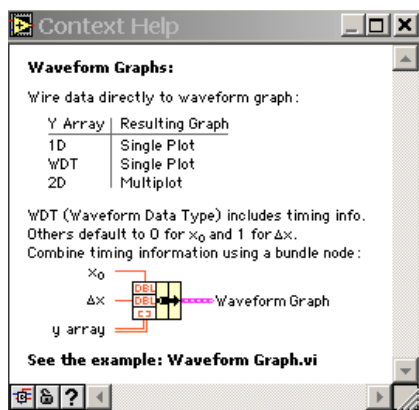 Context Help
Waveform Graphs:
Wire data directly to waveform graph:
Y Array Resulting Graph
1D Single Plot
WDT Single Plot
2D Multiplot
WDT (Waveform Data Type) includes timing info.
Others default to 0 for x₀ and 1 for Δx.
Combine timing information using a bundle node:
x₀
DBL
Δx DBL Waveform Graph
y array [ ]
See the example: Waveform Graph.vi
?